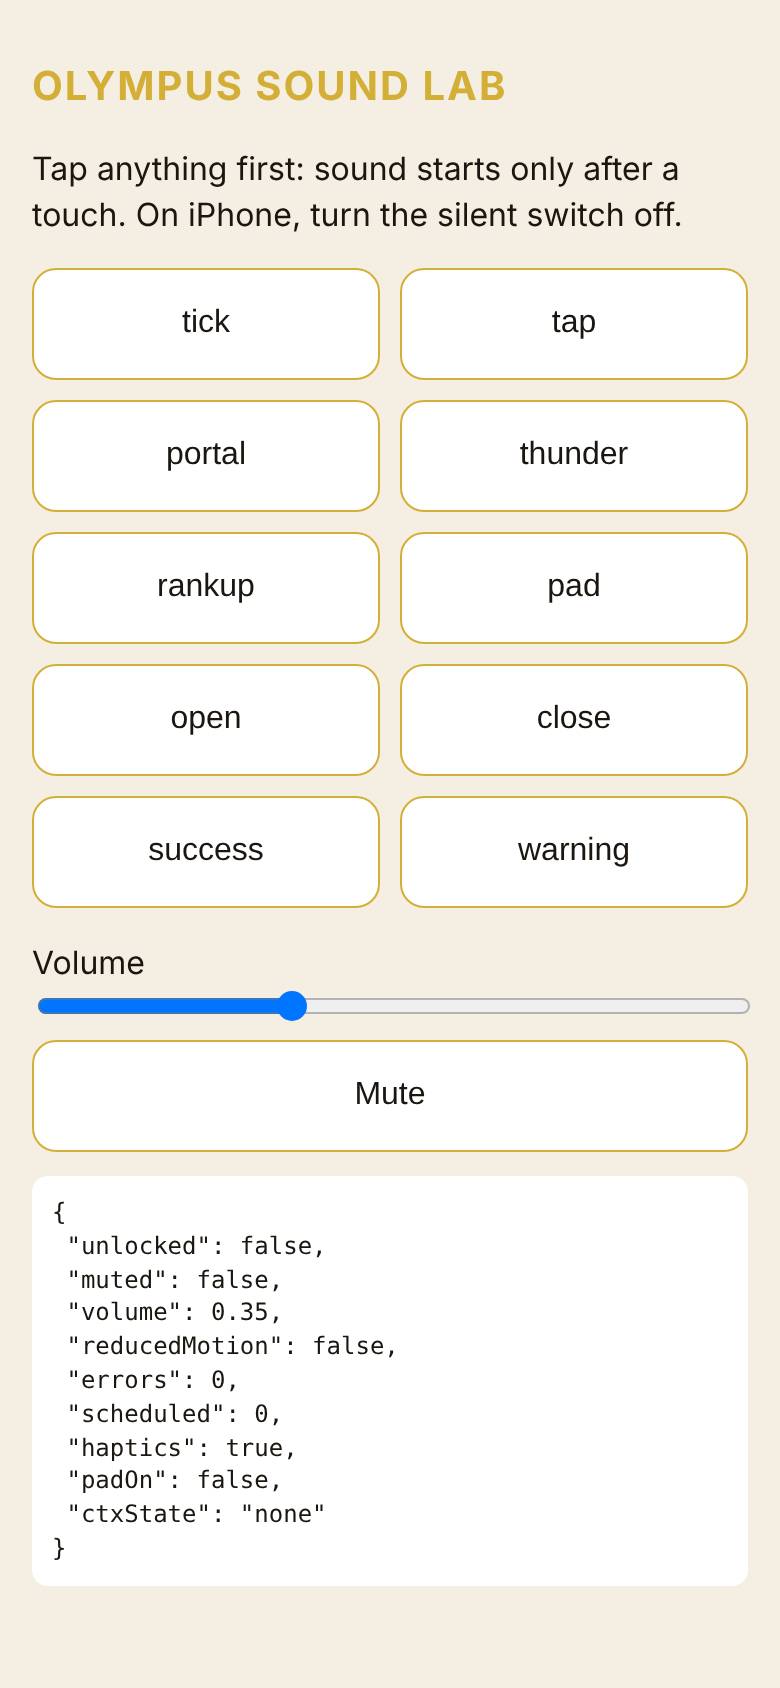 OLYMPUS SOUND LAB
Tap anything first: sound starts only after a
touch. On iPhone, turn the silent switch off.
tick
tap
portal
thunder
rankup
pad
open
close
success
warning
Volume
Mute
{
 "unlocked": false,
 "muted": false,
 "volume": 0.35,
 "reducedMotion": false,
 "errors": 0,
 "scheduled": 0,
 "haptics": true,
 "padOn": false,
 "ctxState": "none"
}